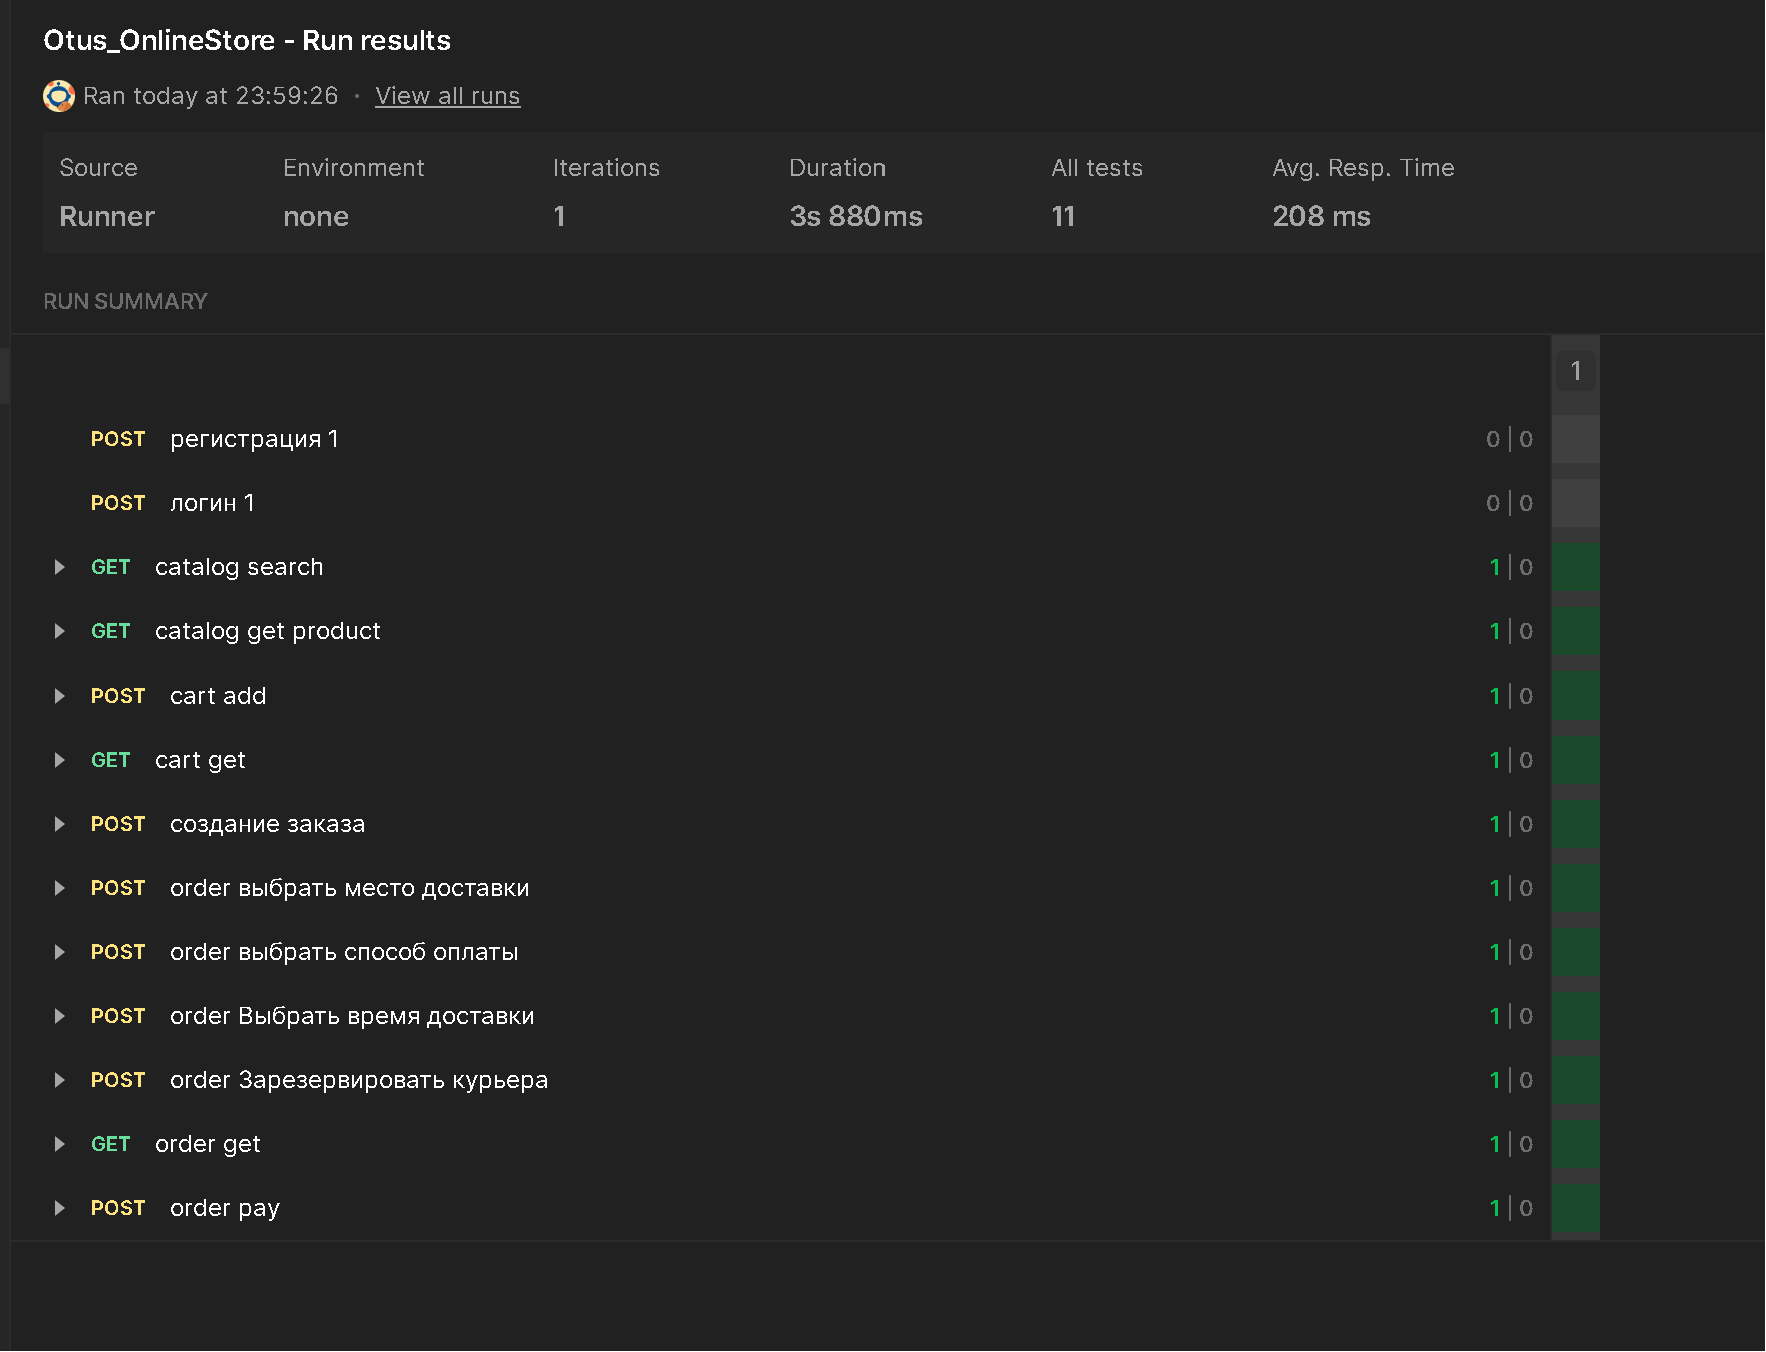 Otus_OnlineStore - Run results
Ran today at 23:59:26 · View all runs
Source Environment Iterations Duration All tests Avg. Resp. Time
Runner none 1 3s 880ms 11 208 ms
RUN SUMMARY
1
POST регистрация 1 0 | 0
POST логин 1 0 | 0
GET catalog search 1 | 0
GET catalog get product 1 | 0
POST cart add 1 | 0
GET cart get 1 | 0
POST создание заказа 1 | 0
POST order выбрать место доставки 1 | 0
POST order выбрать способ оплаты 1 | 0
POST order Выбрать время доставки 1 | 0
POST order Зарезервировать курьера 1 | 0
GET order get 1 | 0
POST order pay 1 | 0